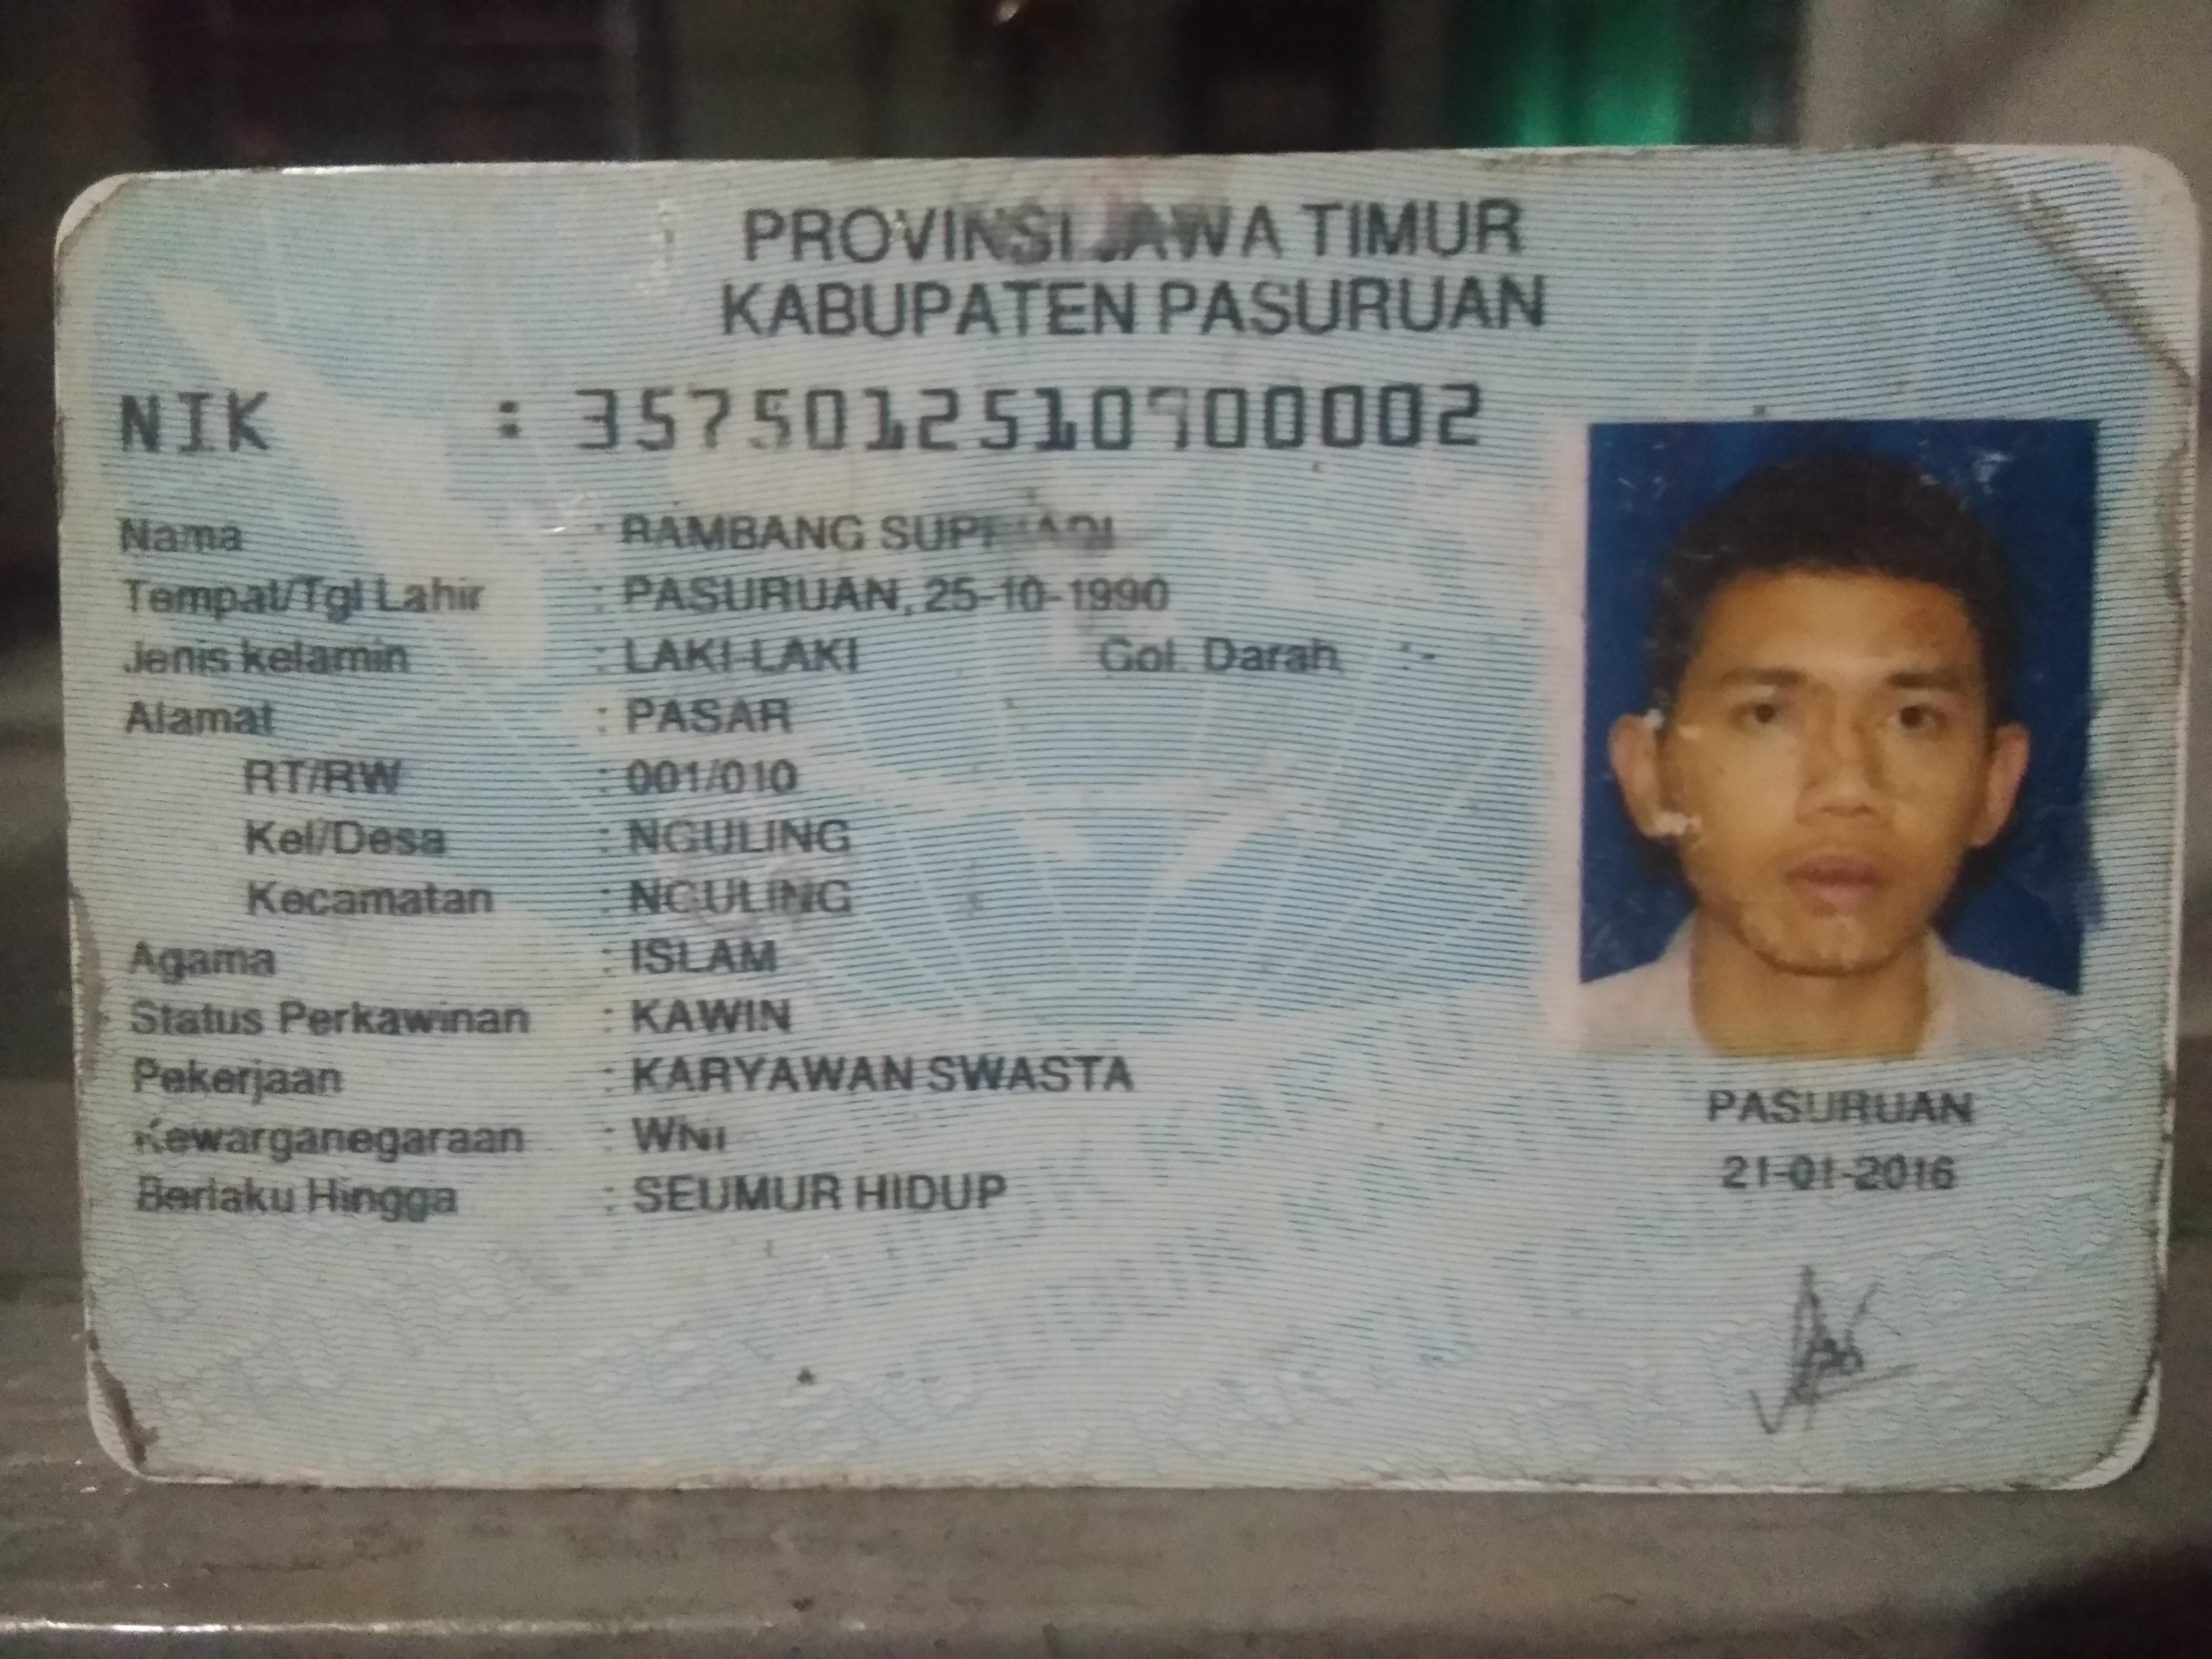 PROVINSI JAWA TIMUR
KABUPATEN PASURUAN
NIK : 3575012510900002
Nama : BAMBANG
Tempat/Tgl Lahir : PASURUAN, 25-10-1990
Jenis kelamin : LAKI-LAKI Gol. Darah : -
Alamat : PASAR
RT/RW : 001/010
Kel/Desa : NGULING
Kecamatan : NGULING
Agama : ISLAM
Status Perkawinan : KAWIN
Pekerjaan : KARYAWAN SWASTA
Kewarganegaraan : WNI
Berlaku Hingga : SEUMUR HIDUP
PASURUAN
21-01-2016